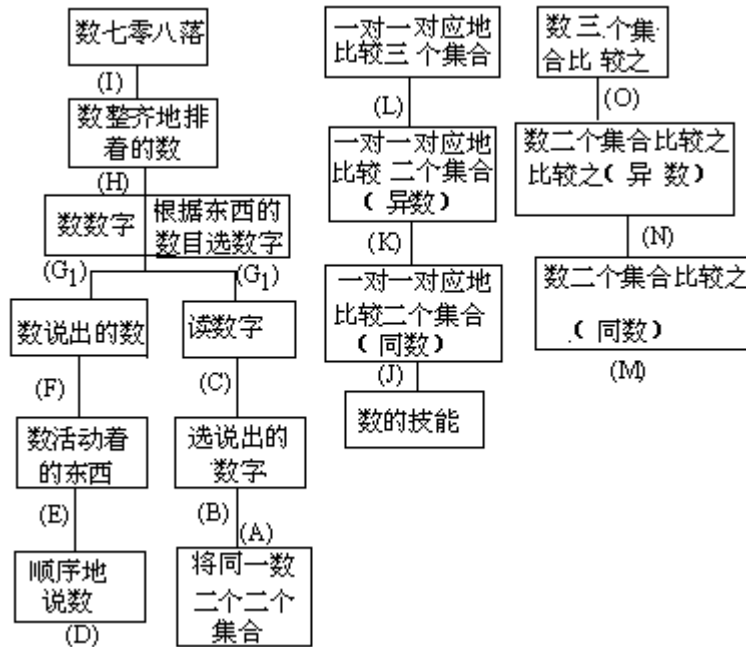 数七零八落
(I)
数整齐地排
着的数
(H)
数数字
根据东西的
数目选数字
(G1)
(G1)
数说出的数
读数字
(F)
(C)
数活动着
的东西
选说出的
数字
(E)
(B)
(A)
顺序地
说数
(D)
将同一数
二个二个
集合
一对一对应地
比较三 个集合
(L)
一对一对应地
比较 二个集合
( 异数)
(K)
一对一对应地
比较二个集合
( 同数)
(J)
数的技能
数三.个集
合比 较之
(O)
数二个集合比较之
比较之( 异 数)
(N)
数二个集合比较之
.( 同数)
(M)